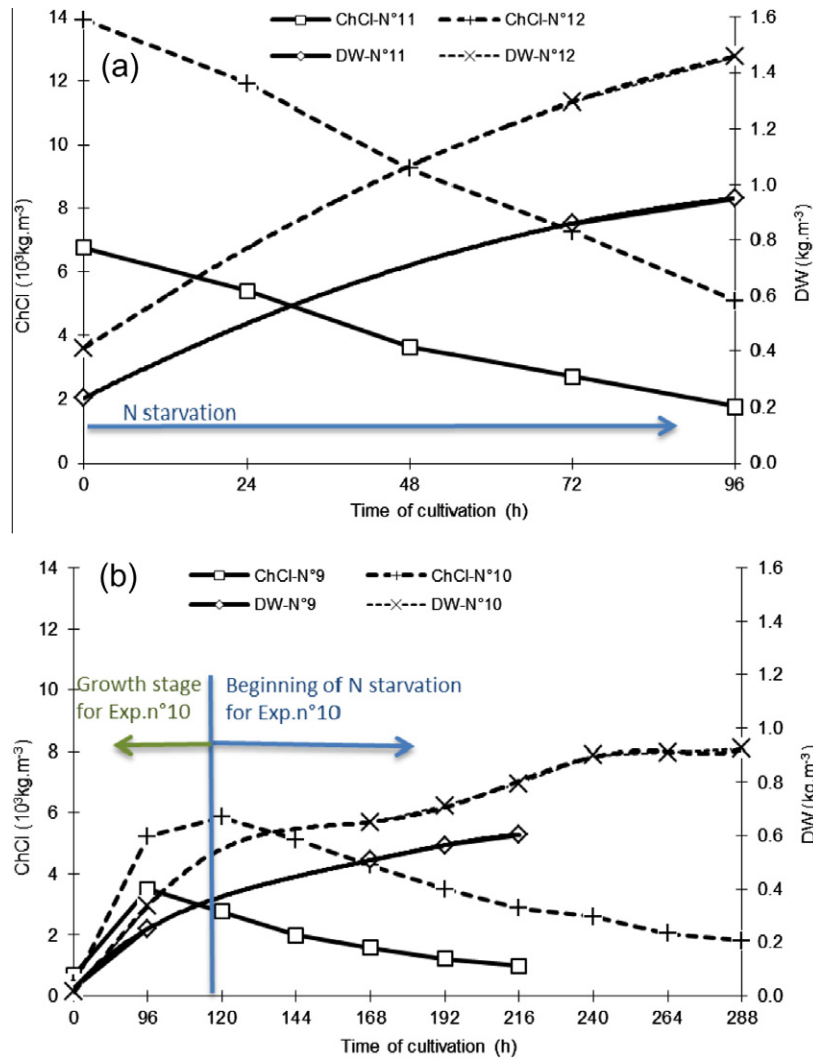 (a)
ChCl-N°11
ChCl-N°12
DW-N°11
DW-N°12
14
12
10
8
6
4
2
0
ChCl (10³kg.m⁻³)
1.6
1.4
1.2
1.0
0.8
0.6
0.4
0.2
0.0
DW (kg.m⁻³)
N starvation
0 24 48 72 96
Time of cultivation (h)
(b)
ChCl-N°9
ChCl-N°10
DW-N°9
DW-N°10
14
12
10
8
6
4
2
0
ChCl (10³kg.m⁻³)
1.6
1.4
1.2
1.0
0.8
0.6
0.4
0.2
0.0
DW (kg.m⁻³)
Growth stage
for Exp.n°10
Beginning of N starvation
for Exp.n°10
0 96 120 144 168 192 216 240 264 288
Time of cultivation (h)